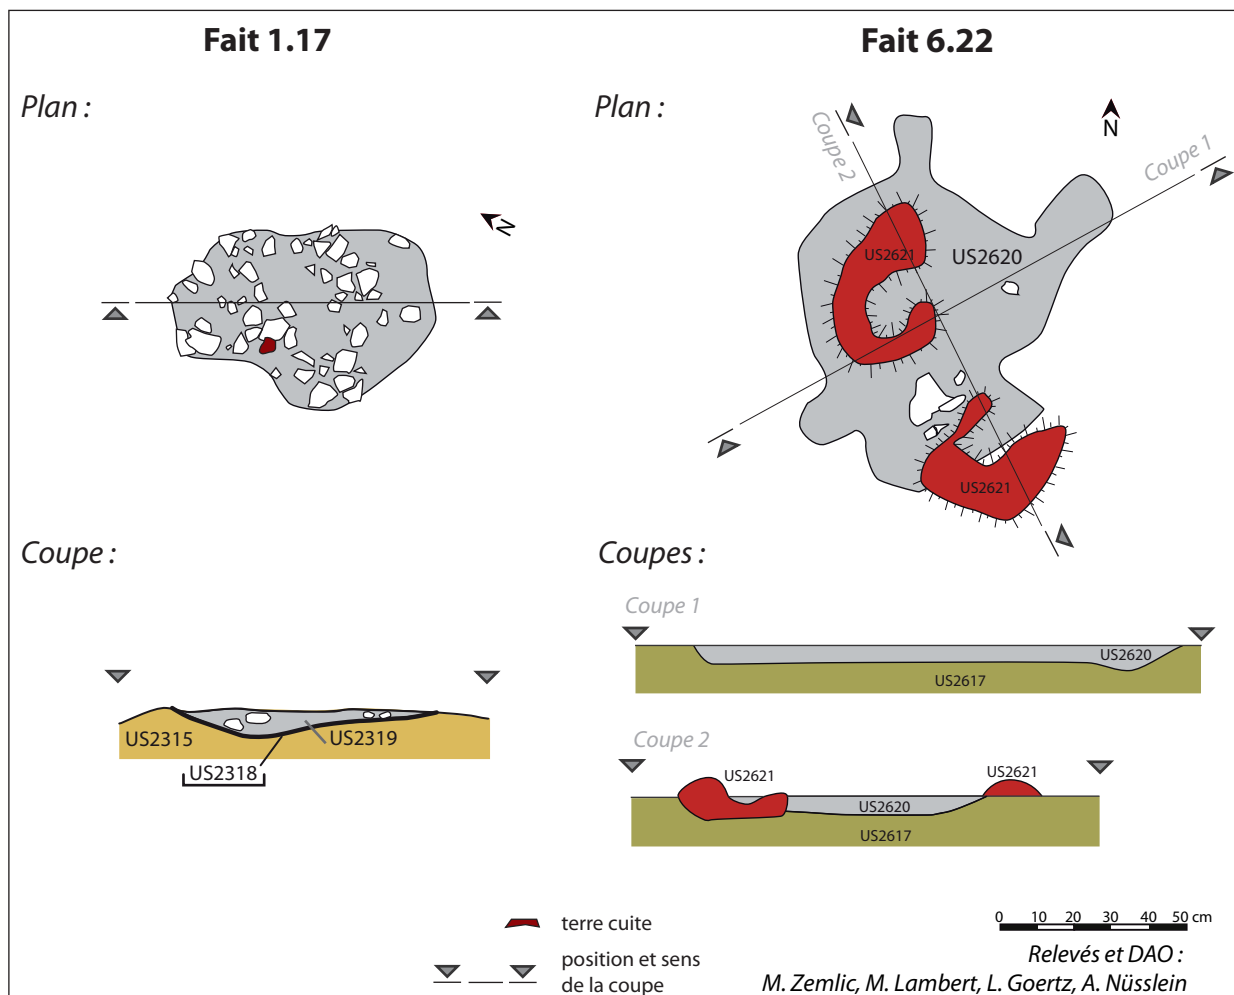 Fait 1.17
Plan :
N
Coupe :
US2315
US2319
US2318
Fait 6.22
Plan :
N
Coupe 2
Coupe 1
US2621
US2620
US2621
Coupes :
Coupe 1
US2620
US2617
Coupe 2
US2621
US2621
US2620
US2617
terre cuite
position et sens
de la coupe
0 10 20 30 40 50 cm
Relevés et DAO :
M. Zemlic, M. Lambert, L. Goertz, A. Nüsslein